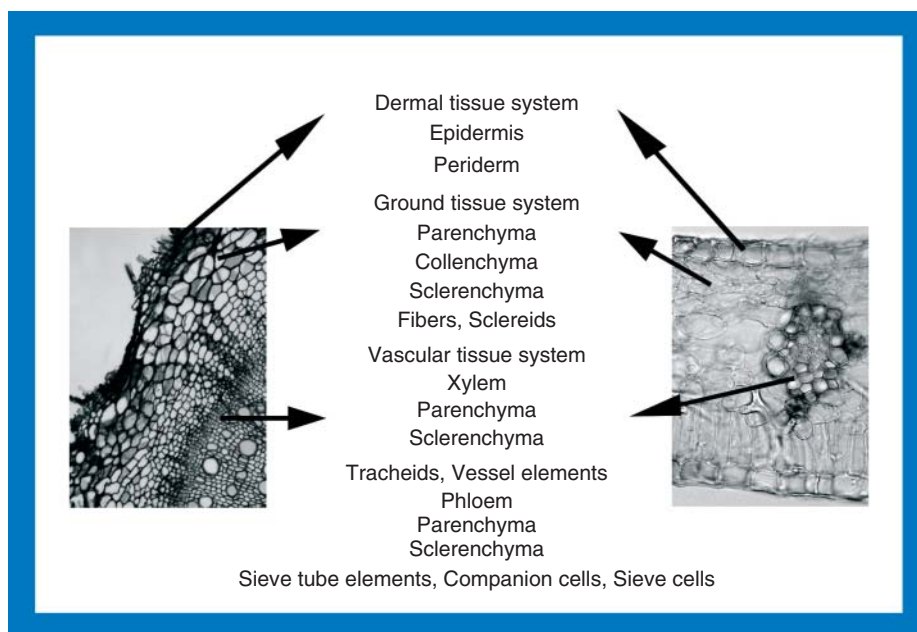 Dermal tissue system
Epidermis
Periderm
Ground tissue system
Parenchyma
Collenchyma
Sclerenchyma
Fibers, Sclereids
Vascular tissue system
Xylem
Parenchyma
Sclerenchyma
Tracheids, Vessel elements
Phloem
Parenchyma
Sclerenchyma
Sieve tube elements, Companion cells, Sieve cells